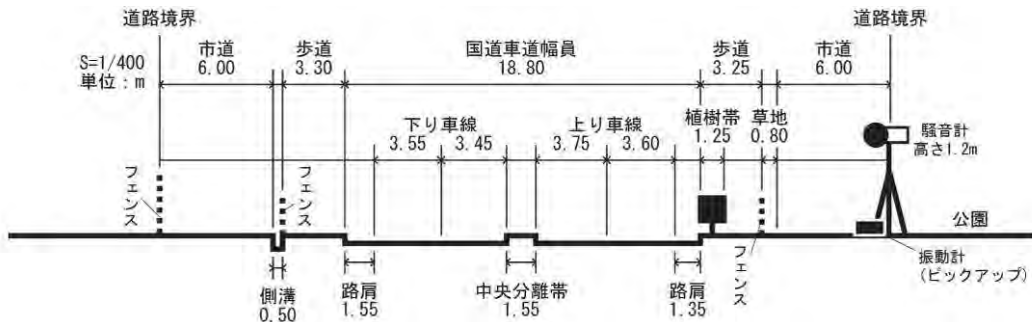 道路境界
道路境界
S=1/400
単位：m
市道
6.00
歩道
3.30
国道車道幅員
18.80
歩道
3.25
市道
6.00
下り車線
3.55
3.45
上り車線
3.75
3.60
植樹帯
1.25
草地
0.80
騒音計
高さ1.2m
フェンス
フェンス
フェンス
公園
振動計
(ピックアップ)
側溝
0.50
路肩
1.55
中央分離帯
1.55
路肩
1.35